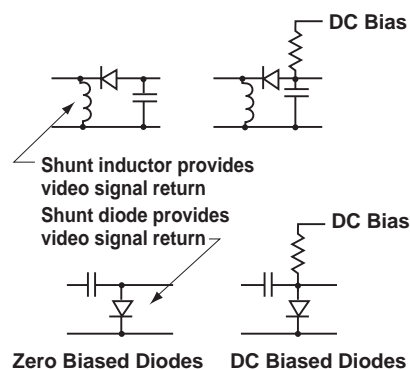 DC Bias
Shunt inductor provides
video signal return
Shunt diode provides
video signal return
DC Bias
Zero Biased Diodes DC Biased Diodes